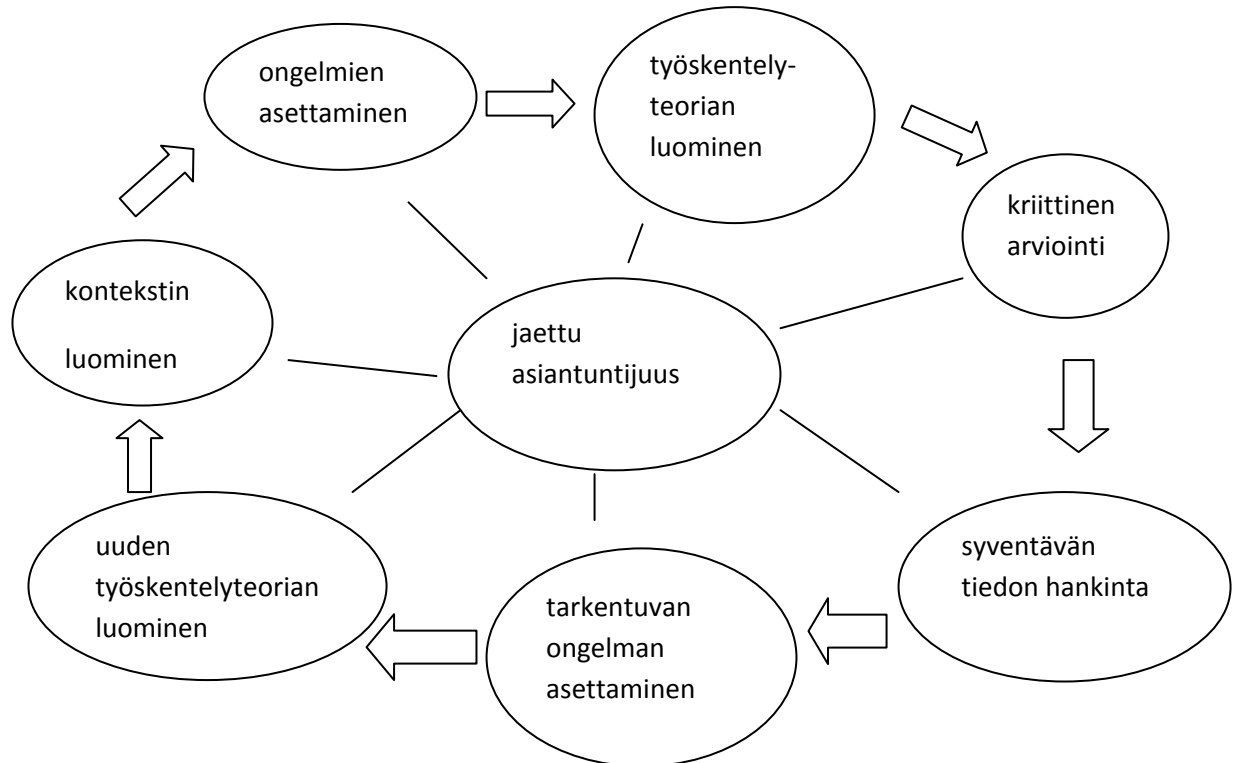 ongelmien
asettaminen
työskentely-
teorian
luominen
kriittinen
arviointi
kontekstin
luominen
jaettu
asiantuntijuus
uuden
työskentelyteorian
luominen
tarkentuvan
ongelman
asettaminen
syventävän
tiedon hankinta